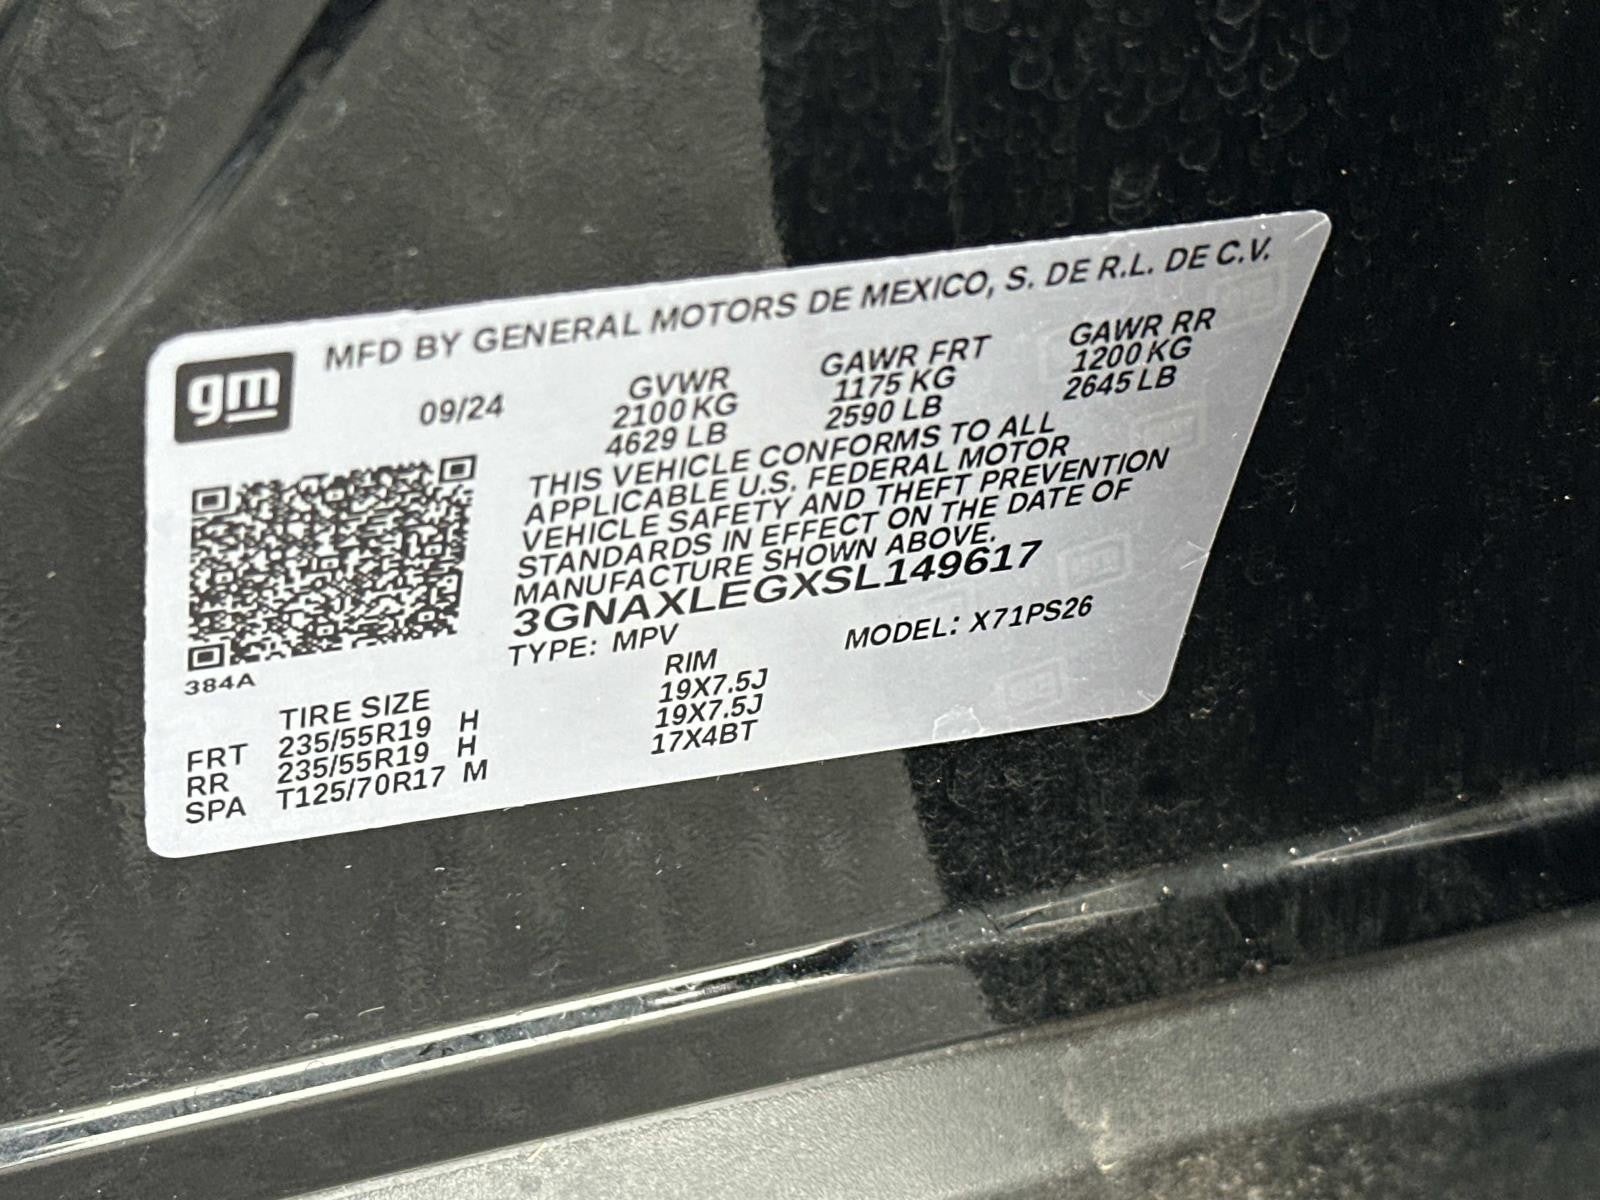 gm
MFD BY GENERAL MOTORS DE MEXICO, S. DE R.L. DE C.V.
09/24 GVWR GAWR FRT GAWR RR
2100 KG 1175 KG 1200 KG
4629 LB 2590 LB 2645 LB
THIS VEHICLE CONFORMS TO ALL
APPLICABLE U.S. FEDERAL MOTOR
VEHICLE SAFETY AND THEFT PREVENTION
STANDARDS IN EFFECT ON THE DATE OF
MANUFACTURE SHOWN ABOVE.
3GNAXLEGXSL149617
TYPE: MPV MODEL: X71PS26
384A
TIRE SIZE RIM
FRT 235/55R19 H 19X7.5J
RR 235/55R19 H 19X7.5J
SPA T125/70R17 M 17X4BT